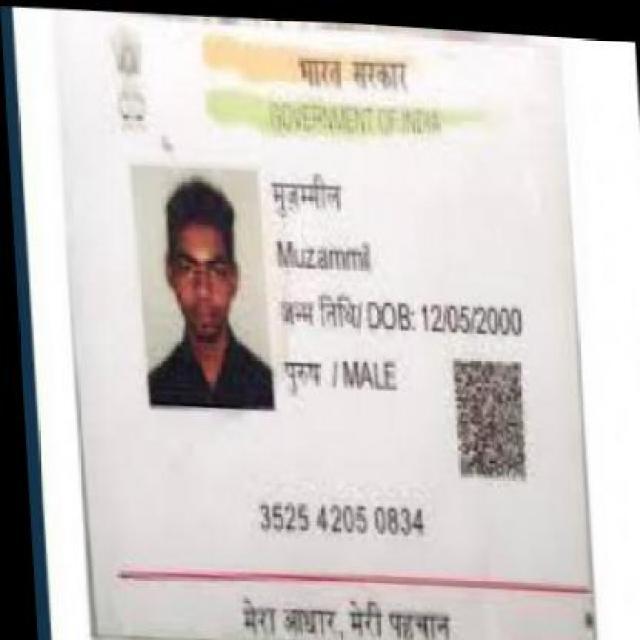 भारत सरकार
GOVERNMENT OF INDIA
मुज़म्मील
Muzammil
जन्म तिथि/ DOB: 12/05/2000
पुरुष / MALE
3525 4205 0834
मेरा आधार, मेरी पहचान